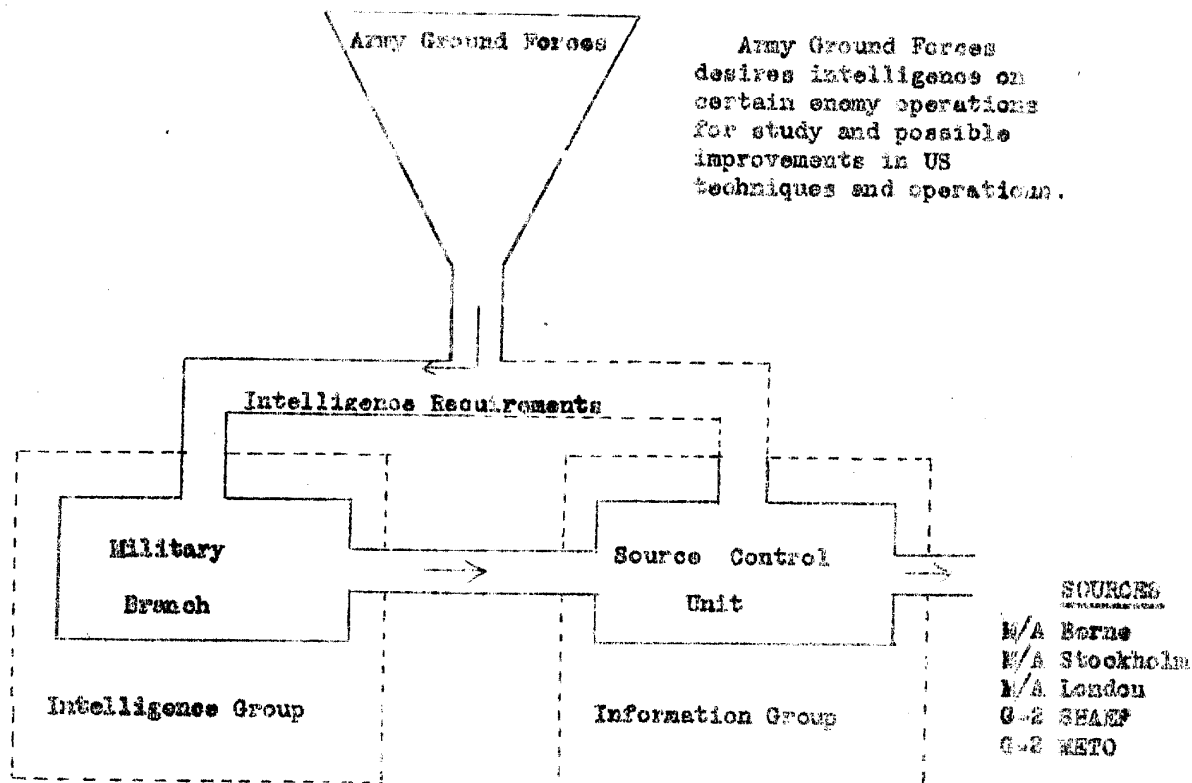 Army Ground Forces
Army Ground Forces
desires intelligence on
certain enemy operations
for study and possible
improvements in US
techniques and operations.
Intelligence Requirements
Military
Branch
Source Control
Unit
Intelligence Group
Information Group
SOURCES
M/A Berne
M/A Stockholm
M/A London
G-2 SHAEF
G-2 METO